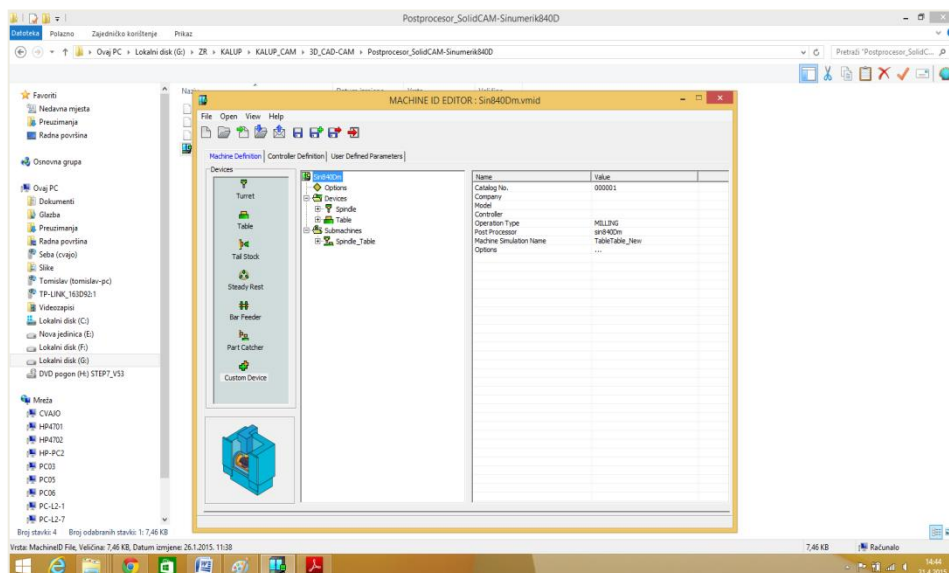 Postprocesor_SolidCAM-Sinumerik840D
Datoteka Polazno Zajedničko korištenje Prikaz
Ovaj PC Lokalni disk (G:) ZR KALUP KALUP_CAM 3D_CAD-CAM Postprocesor_SolidCAM-Sinumerik840D
Pretraži "Postprocesor_SolidC...
Favoriti
Nedavna mjesta
Preuzimanja
Radna površina
Osnovna grupa
Ovaj PC
Dokumenti
Glazba
Preuzimanja
Radna površina
Seba (cvajo)
Slike
Tomislav (tomislav-pc)
TP-LINK_163D92:1
Videozapisi
Lokalni disk (C:)
Nova jedinica (E:)
Lokalni disk (F:)
Lokalni disk (G:)
DVD pogon (H:) STEP7_V53
Mreža
CVAJO
HP4701
HP4702
HP-PC2
PC03
PC05
PC06
PC-L2-1
PC-L2-7
MACHINE ID EDITOR : Sin840Dm.vmid
File Open View Help
Machine Definition Controller Definition User Defined Parameters
Devices
Turret
Table
Tail Stock
Steady Rest
Bar Feeder
Part Catcher
Custom Device
Sin840Dm
Options
Devices
Spindle
Table
Submachines
Spindle_Table
Name Value
Catalog No. 000001
Company
Model
Controller
Operation Type MILLING
Post Processor sin840Dm
Machine Simulation Name TableTable_New
Options ...
Broj stavki: 4 Broj odabranih stavki: 1: 7,46 KB
Vrsta: MachineID File, Veličina: 7,46 KB, Datum izmjene: 26.1.2015. 11:38
7,46 KB Računalo
14:44
21.4.2015.